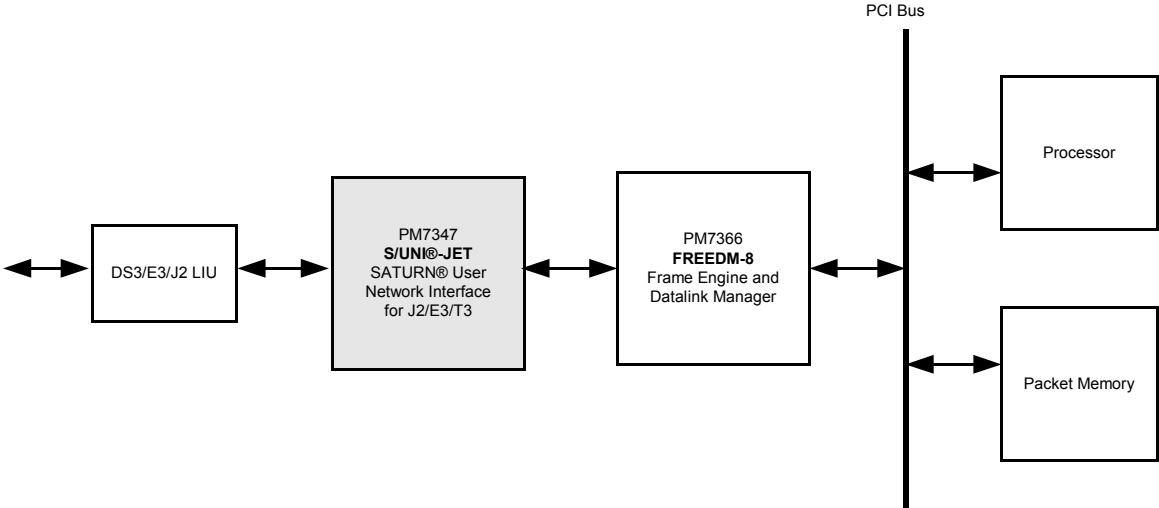 PCI Bus
Processor
PM7347
S/UNI®-JET
SATURN® User
Network Interface
for J2/E3/T3
PM7366
FREEDM-8
Frame Engine and
Datalink Manager
DS3/E3/J2 LIU
Packet Memory